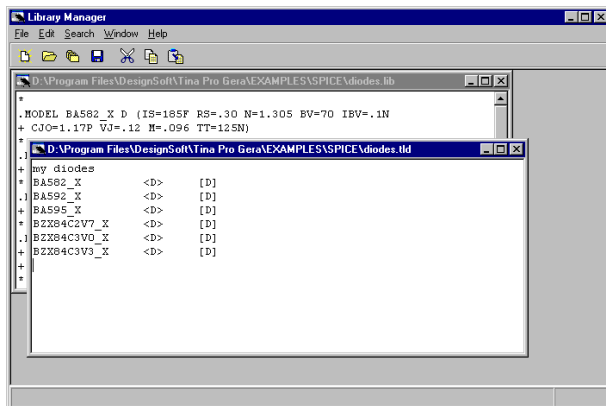 Library Manager
File Edit Search Window Help
D:\Program Files\DesignSoft\Tina Pro Gera\EXAMPLES\SPICE\diodes.lib
*
.MODEL BA582_X D (IS=185F RS=.30 N=1.305 BV=70 IBV=.1N
+ CJO=1.17P VJ=.12 M=.096 TT=125N)
*
D:\Program Files\DesignSoft\Tina Pro Gera\EXAMPLES\SPICE\diodes.tld
+ my diodes
* BA582_X <D> [D]
BA592_X <D> [D]
+ BA595_X <D> [D]
* BZX84C2V7_X <D> [D]
BZX84C3V0_X <D> [D]
+ BZX84C3V3_X <D> [D]
+
*